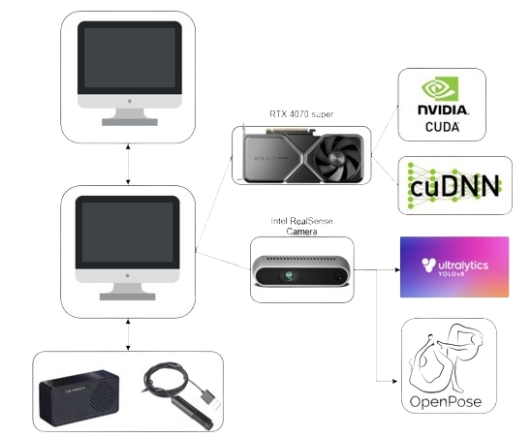 RTX 4070 super
NVIDIA.
CUDA
cuDNN
Intel RealSense
Camera
ultralytics
YOLOv8
OpenPose